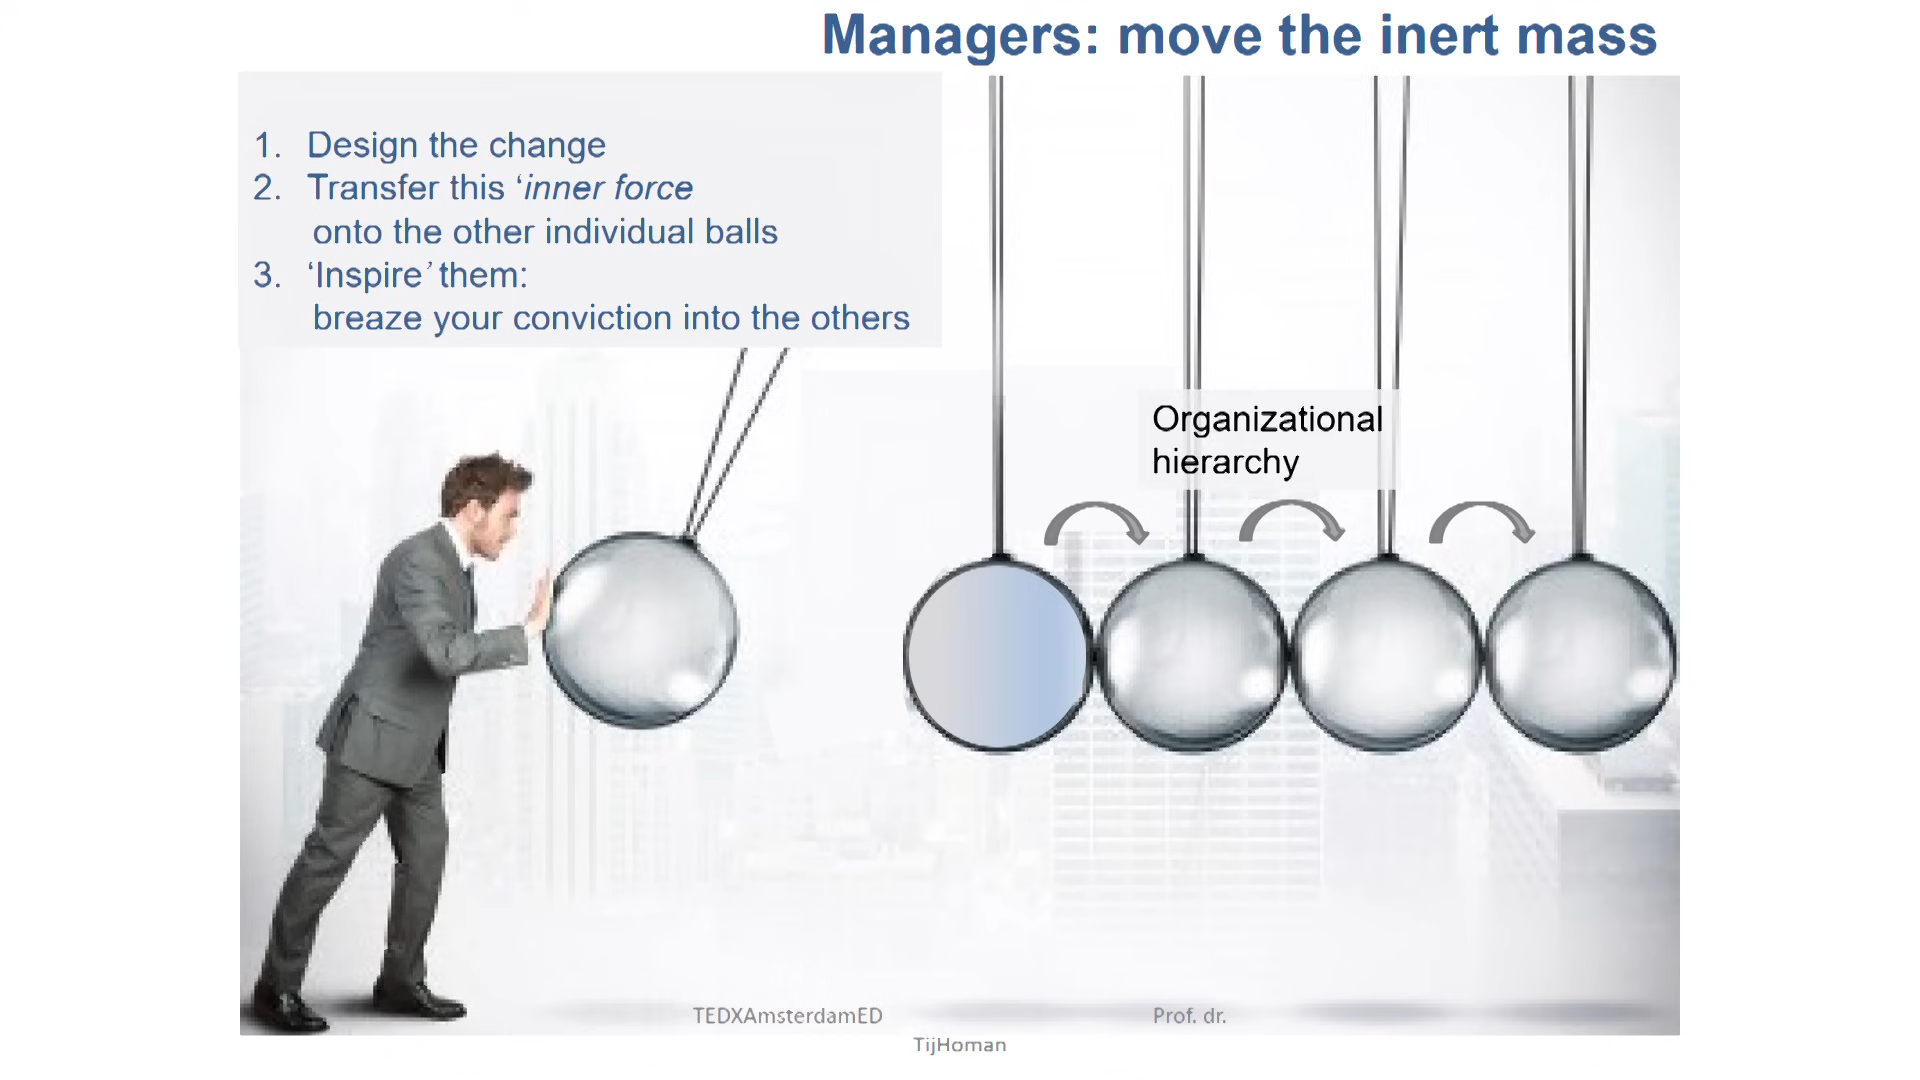 Managers: move the inert mass
1. Design the change
2. Transfer this ‘inner force
onto the other individual balls
3. ‘Inspire’ them:
breaze your conviction into the others
Organizational
hierarchy
TEDXAmsterdamED Prof. dr.
TijHoman